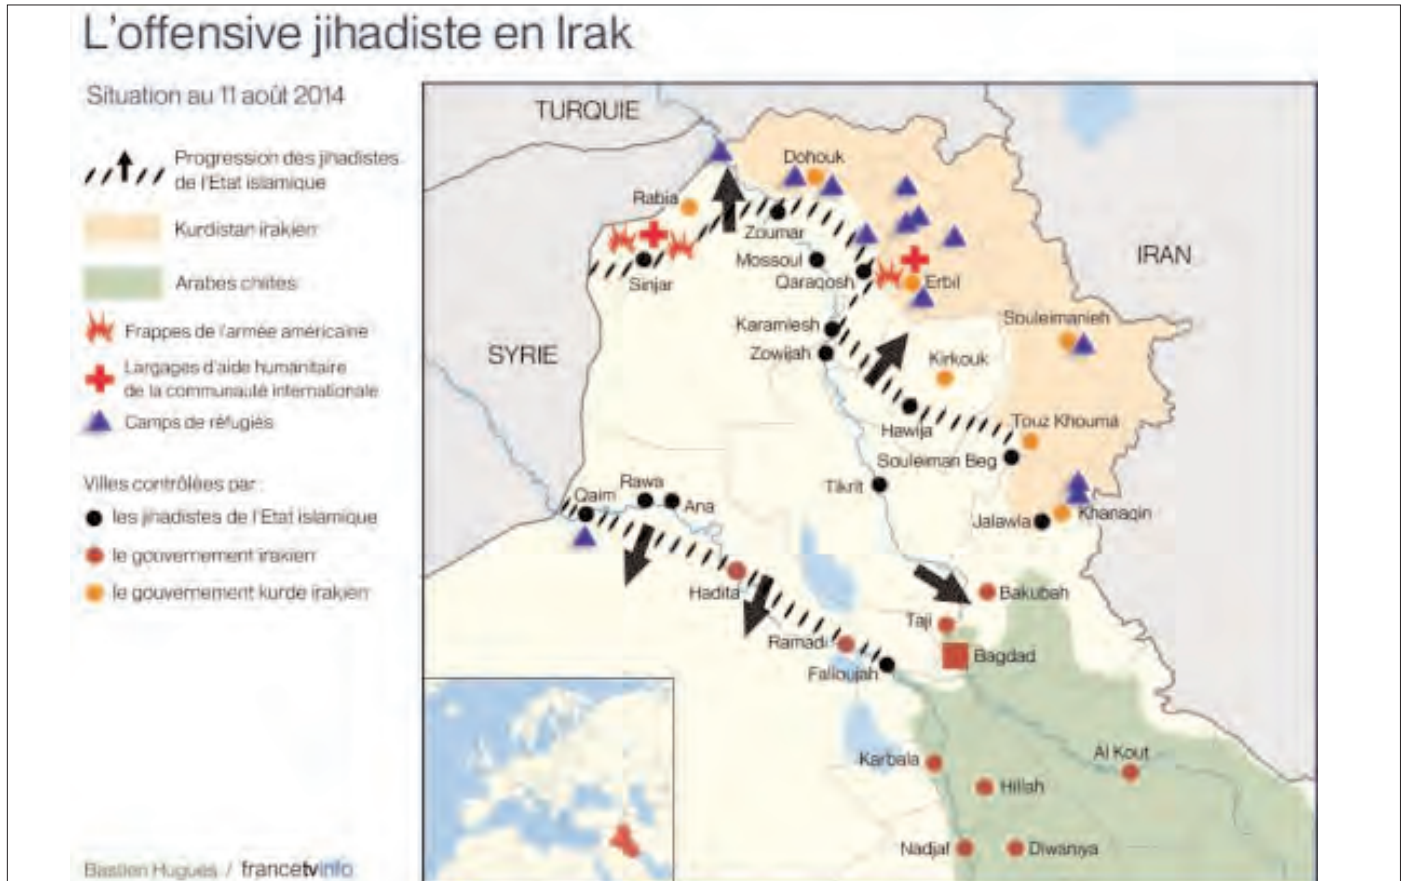 L'offensive jihadiste en Irak
Situation au 11 août 2014
Progression des jihadistes
de l'Etat islamique
Kurdistan irakien
Arabes chiites
Frappes de l'armée américaine
Largages d'aide humanitaire
de la communauté internationale
Camps de réfugiés
Villes contrôlées par :
les jihadistes de l'Etat islamique
le gouvernement irakien
le gouvernement kurde irakien
Bastien Hugues / francetvinfo
TURQUIE
Dohouk
Rabia
Zoumar
IRAN
Mossoul
Sinjar
Qaraqosh
Erbil
Souleimanieh
Karamlesh
SYRIE
Zowijah
Kirkouk
Hawija
Touz Khouma
Souleiman Beg
Rawa
Tikrit
Qaim
Ana
Khanaqin
Jalawla
Hadita
Bakubah
Taji
Ramadi
Bagdad
Falloujah
Al Kout
Karbala
Hillah
Nadjaf
Diwaniya